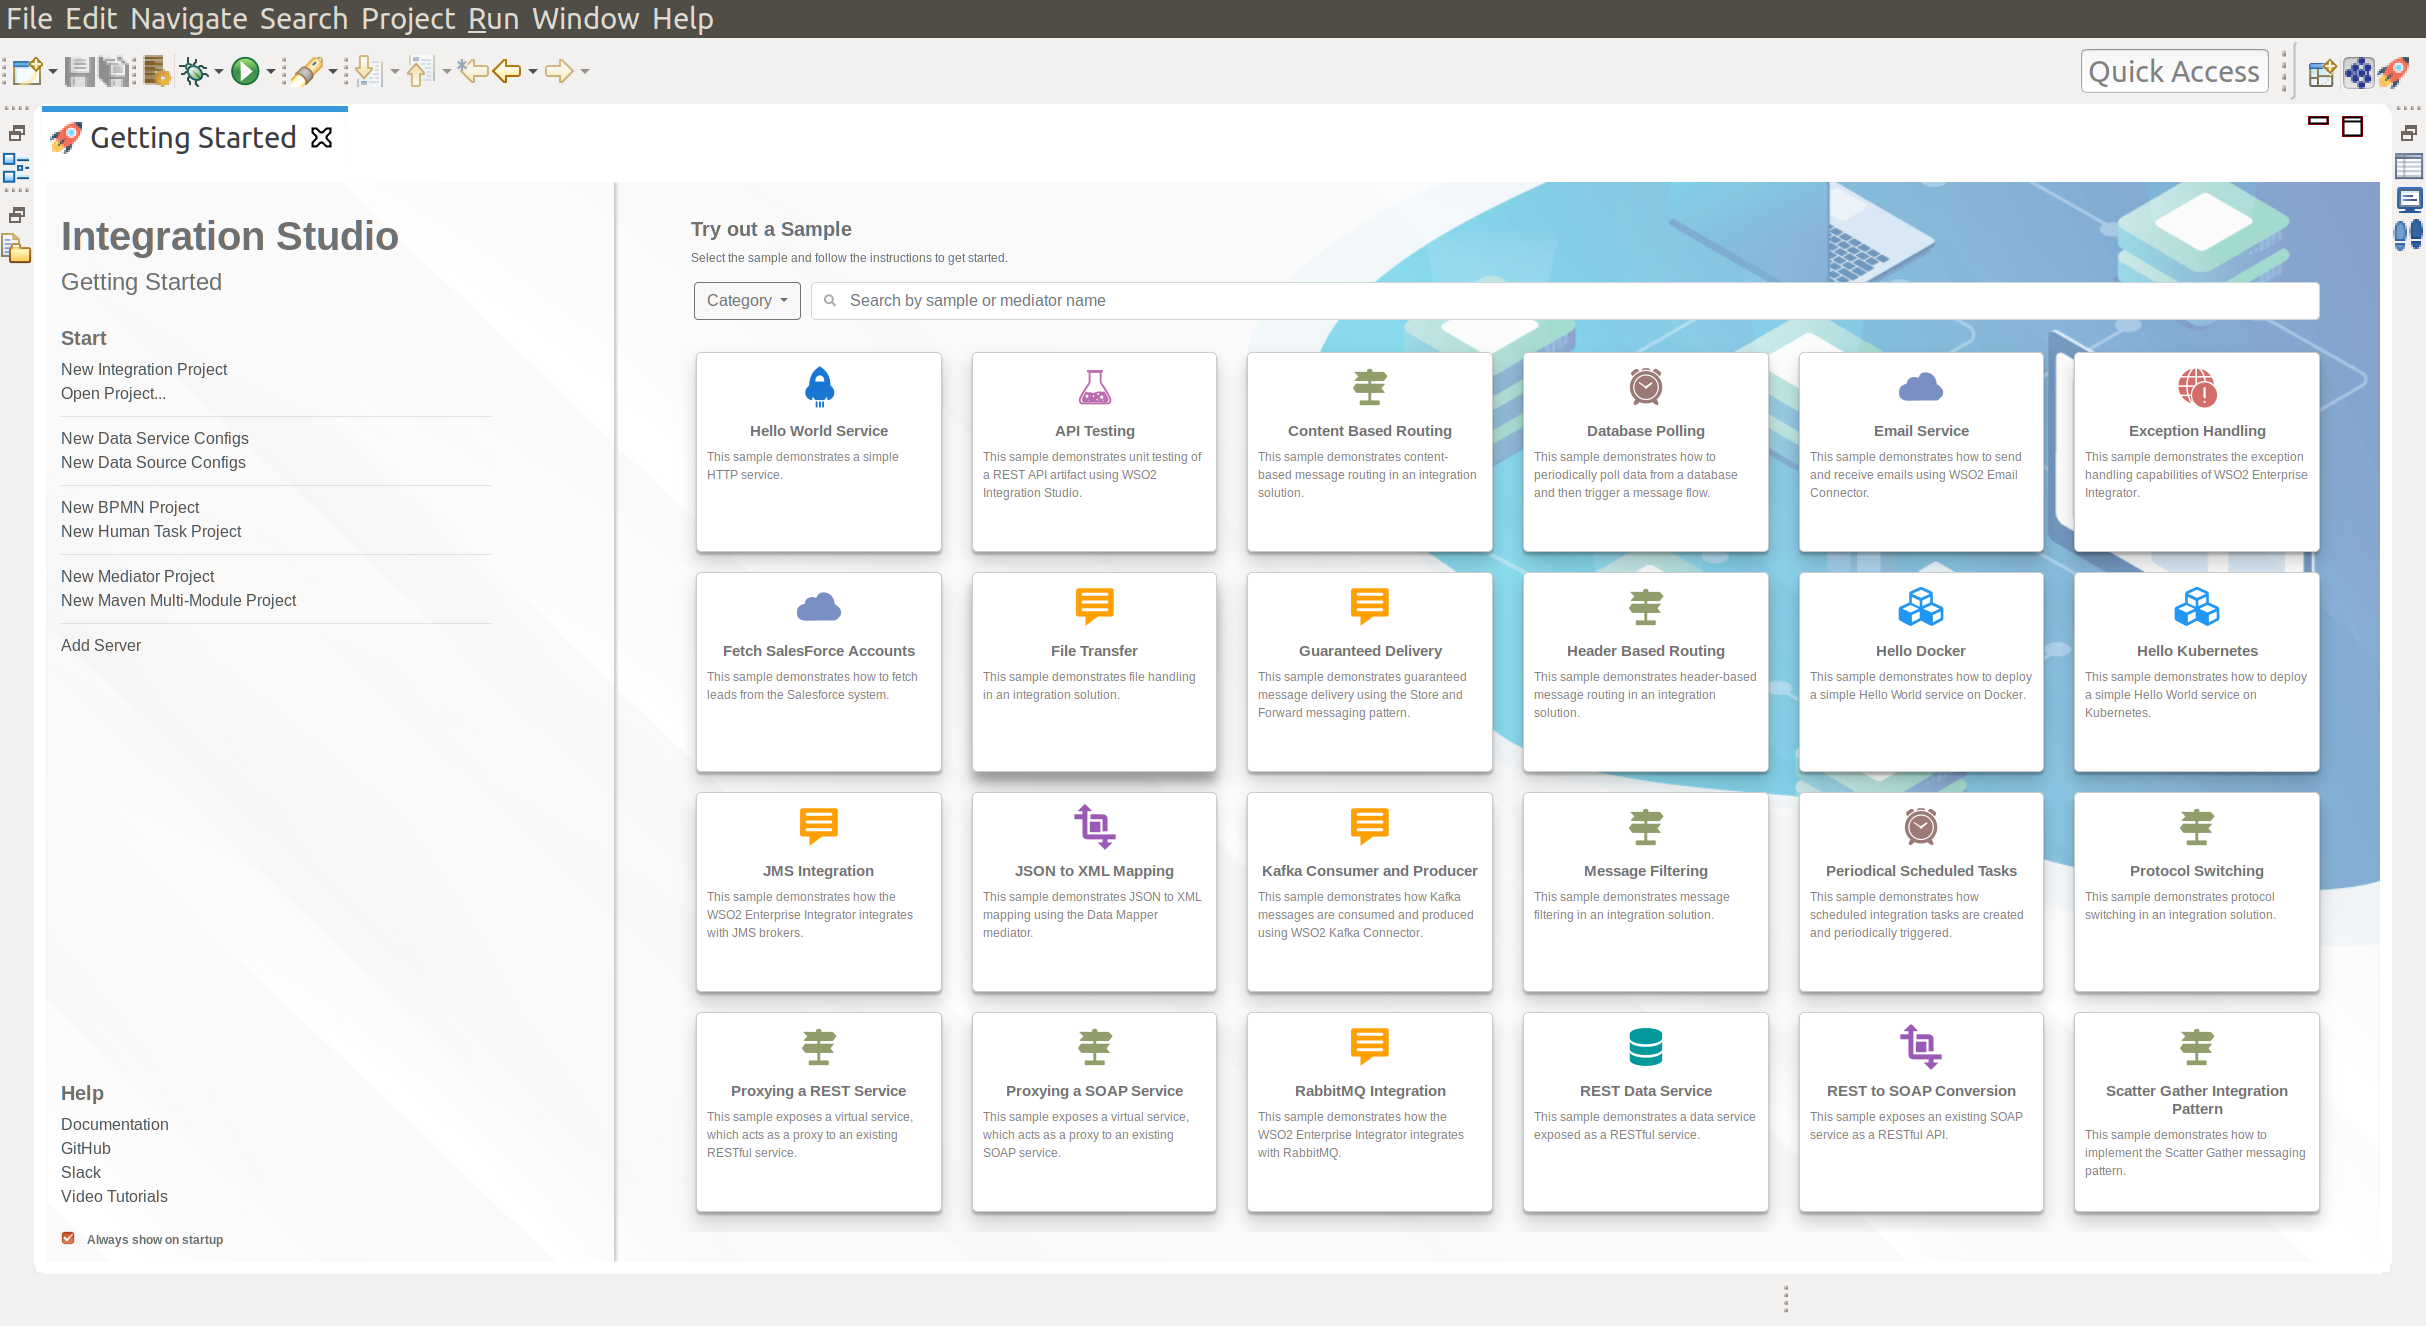 File Edit Navigate Search Project Run Window Help
Quick Access
Getting Started
Integration Studio
Getting Started
Start
New Integration Project
Open Project...
New Data Service Configs
New Data Source Configs
New BPMN Project
New Human Task Project
New Mediator Project
New Maven Multi-Module Project
Add Server
Help
Documentation
GitHub
Slack
Video Tutorials
Always show on startup
Try out a Sample
Select the sample and follow the instructions to get started.
Category
Search by sample or mediator name
Hello World Service
This sample demonstrates a simple
HTTP service.
API Testing
This sample demonstrates unit testing of
a REST API artifact using WSO2
Integration Studio.
Content Based Routing
This sample demonstrates content-
based message routing in an integration
solution.
Database Polling
This sample demonstrates how to
periodically poll data from a database
and then trigger a message flow.
Email Service
This sample demonstrates how to send
and receive emails using WSO2 Email
Connector.
Exception Handling
This sample demonstrates the exception
handling capabilities of WSO2 Enterprise
Integrator.
Fetch SalesForce Accounts
This sample demonstrates how to fetch
leads from the Salesforce system.
File Transfer
This sample demonstrates file handling
in an integration solution.
Guaranteed Delivery
This sample demonstrates guaranteed
message delivery using the Store and
Forward messaging pattern.
Header Based Routing
This sample demonstrates header-based
message routing in an integration
solution.
Hello Docker
This sample demonstrates how to deploy
a simple Hello World service on Docker.
Hello Kubernetes
This sample demonstrates how to deploy
a simple Hello World service on
Kubernetes.
JMS Integration
This sample demonstrates how the
WSO2 Enterprise Integrator integrates
with JMS brokers.
JSON to XML Mapping
This sample demonstrates JSON to XML
mapping using the Data Mapper
mediator.
Kafka Consumer and Producer
This sample demonstrates how Kafka
messages are consumed and produced
using WSO2 Kafka Connector.
Message Filtering
This sample demonstrates message
filtering in an integration solution.
Periodical Scheduled Tasks
This sample demonstrates how
scheduled integration tasks are created
and periodically triggered.
Protocol Switching
This sample demonstrates protocol
switching in an integration solution.
Proxying a REST Service
This sample exposes a virtual service,
which acts as a proxy to an existing
RESTful service.
Proxying a SOAP Service
This sample exposes a virtual service,
which acts as a proxy to an existing
SOAP service.
RabbitMQ Integration
This sample demonstrates how the
WSO2 Enterprise Integrator integrates
with RabbitMQ.
REST Data Service
This sample demonstrates a data service
exposed as a RESTful service.
REST to SOAP Conversion
This sample exposes an existing SOAP
service as a RESTful API.
Scatter Gather Integration
Pattern
This sample demonstrates how to
implement the Scatter Gather messaging
pattern.